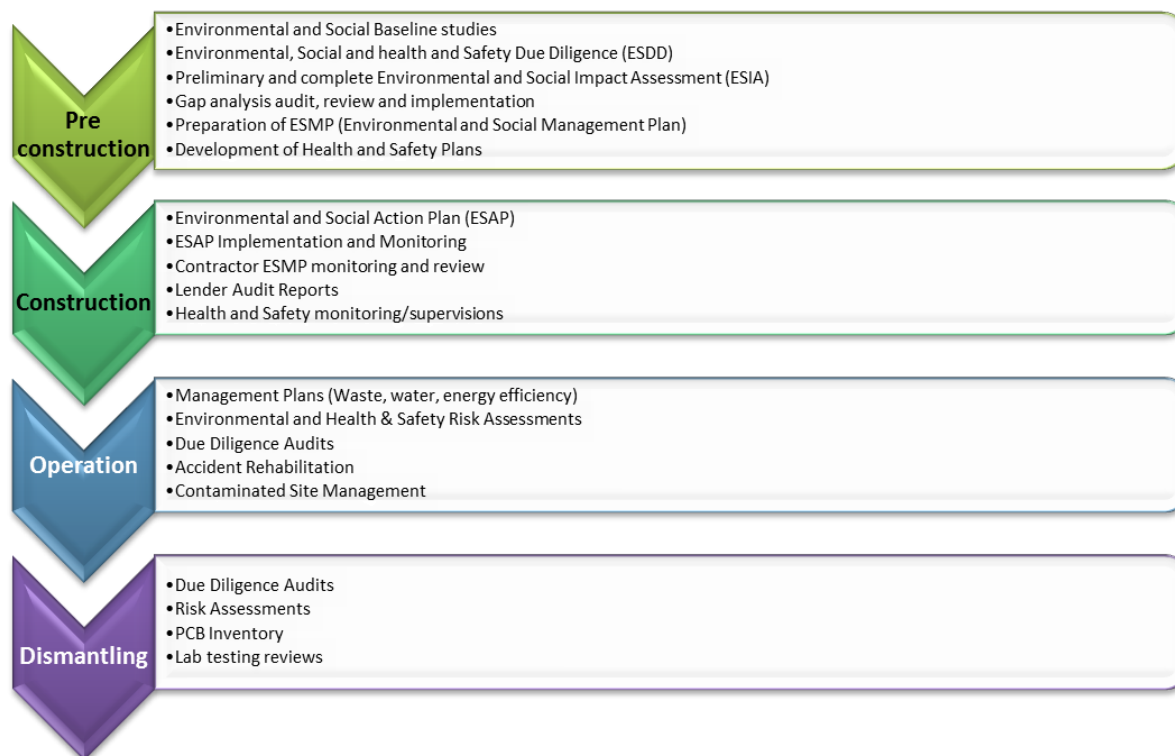 Pre
construction
•Environmental and Social Baseline studies
•Environmental, Social and health and Safety Due Diligence (ESDD)
•Preliminary and complete Environmental and Social Impact Assessment (ESIA)
•Gap analysis audit, review and implementation
•Preparation of ESMP (Environmental and Social Management Plan)
•Development of Health and Safety Plans
Construction
•Environmental and Social Action Plan (ESAP)
•ESAP Implementation and Monitoring
•Contractor ESMP monitoring and review
•Lender Audit Reports
•Health and Safety monitoring/supervisions
Operation
•Management Plans (Waste, water, energy efficiency)
•Environmental and Health & Safety Risk Assessments
•Due Diligence Audits
•Accident Rehabilitation
•Contaminated Site Management
Dismantling
•Due Diligence Audits
•Risk Assessments
•PCB Inventory
•Lab testing reviews